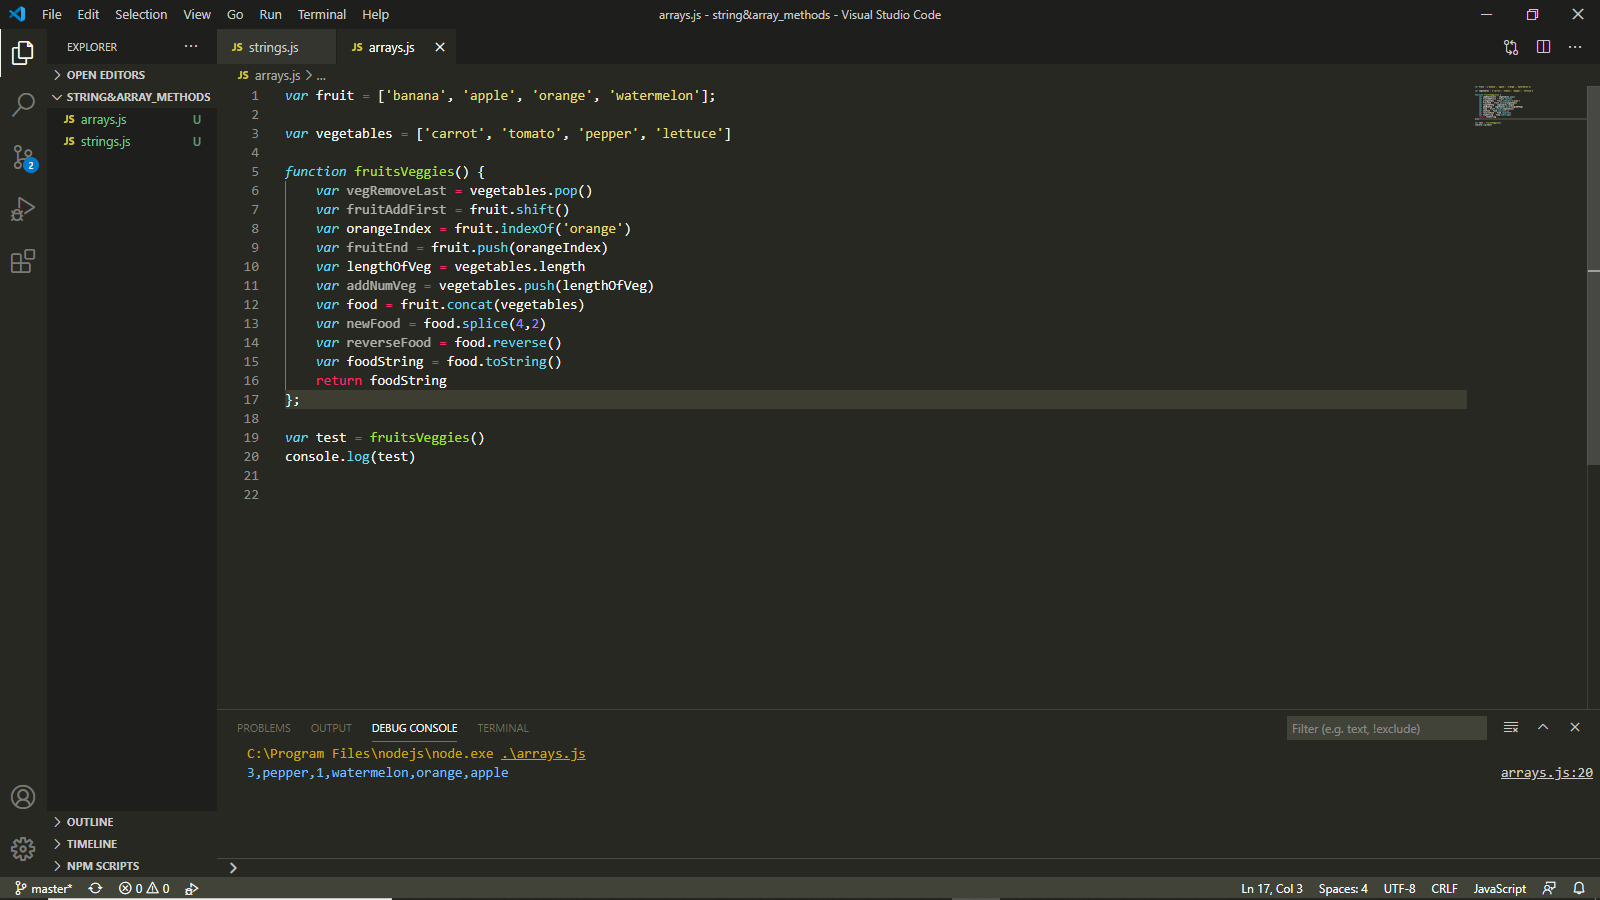 File Edit Selection View Go Run Terminal Help
arrays.js - string&array_methods - Visual Studio Code
EXPLORER
OPEN EDITORS
STRING&ARRAY_METHODS
JS arrays.js U
JS strings.js U
2
OUTLINE
TIMELINE
NPM SCRIPTS
JS strings.js
JS arrays.js
JS arrays.js > ...
1 var fruit = ['banana', 'apple', 'orange', 'watermelon'];
2
3 var vegetables = ['carrot', 'tomato', 'pepper', 'lettuce']
4
5 function fruitsVeggies() {
6 var vegRemoveLast = vegetables.pop()
7 var fruitAddFirst = fruit.shift()
8 var orangeIndex = fruit.indexOf('orange')
9 var fruitEnd = fruit.push(orangeIndex)
10 var lengthOfVeg = vegetables.length
11 var addNumVeg = vegetables.push(lengthOfVeg)
12 var food = fruit.concat(vegetables)
13 var newFood = food.splice(4,2)
14 var reverseFood = food.reverse()
15 var foodString = food.toString()
16 return foodString
17 };
18
19 var test = fruitsVeggies()
20 console.log(test)
21
22
PROBLEMS OUTPUT DEBUG CONSOLE TERMINAL
Filter (e.g. text, !exclude)
C:\Program Files\nodejs\node.exe .\arrays.js
3,pepper,1,watermelon,orange,apple
arrays.js:20
master* 0 0
Ln 17, Col 3 Spaces: 4 UTF-8 CRLF JavaScript